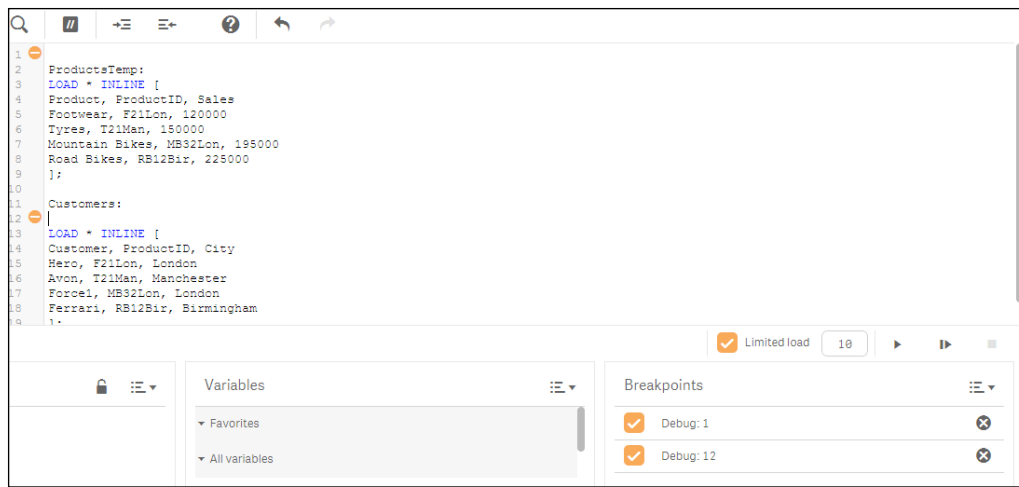 1
2 ProductsTemp:
3 LOAD * INLINE [
4 Product, ProductID, Sales
5 Footwear, F21Lon, 120000
6 Tyres, T21Man, 150000
7 Mountain Bikes, MB32Lon, 195000
8 Road Bikes, RB12Bir, 225000
9 ];
10
11 Customers:
12
13 LOAD * INLINE [
14 Customer, ProductID, City
15 Hero, F21Lon, London
16 Avon, T21Man, Manchester
17 Force1, MB32Lon, London
18 Ferrari, RB12Bir, Birmingham
19 ];
Limited load 10
Variables
Breakpoints
Favorites
Debug: 1
All variables
Debug: 12